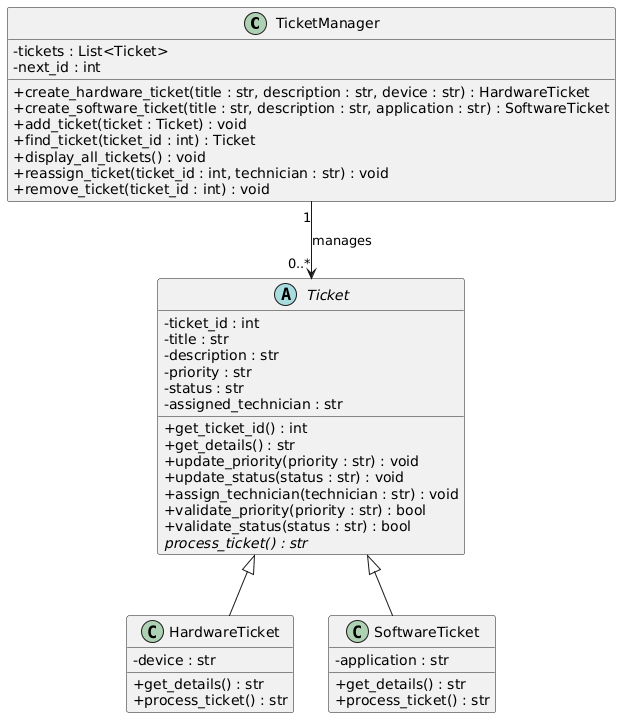 C TicketManager
-tickets : List<Ticket>
-next_id : int
+create_hardware_ticket(title : str, description : str, device : str) : HardwareTicket
+create_software_ticket(title : str, description : str, application : str) : SoftwareTicket
+add_ticket(ticket : Ticket) : void
+find_ticket(ticket_id : int) : Ticket
+display_all_tickets() : void
+reassign_ticket(ticket_id : int, technician : str) : void
+remove_ticket(ticket_id : int) : void
1
manages
0..*
A Ticket
-ticket_id : int
-title : str
-description : str
-priority : str
-status : str
-assigned_technician : str
+get_ticket_id() : int
+get_details() : str
+update_priority(priority : str) : void
+update_status(status : str) : void
+assign_technician(technician : str) : void
+validate_priority(priority : str) : bool
+validate_status(status : str) : bool
process_ticket() : str
C HardwareTicket
-device : str
+get_details() : str
+process_ticket() : str
C SoftwareTicket
-application : str
+get_details() : str
+process_ticket() : str